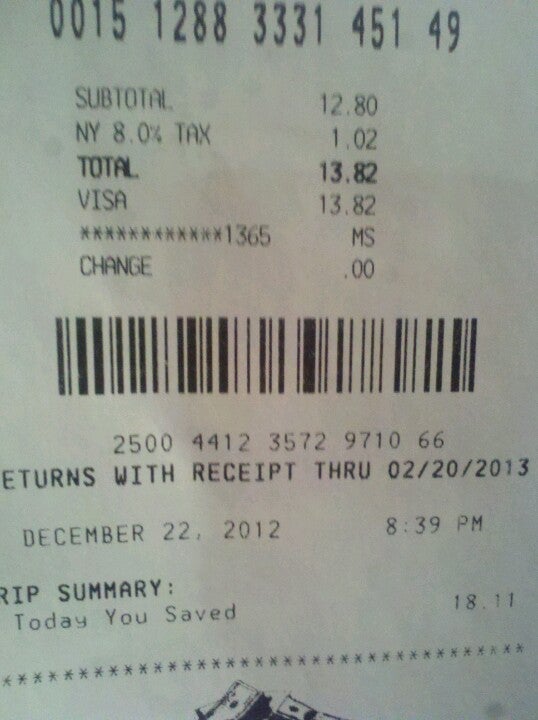 0015 1288 3331 451 49
SUBTOTAL 12.80
NY 8.0% TAX 1.02
TOTAL 13.82
VISA 13.82
************1365 MS
CHANGE .00
2500 4412 3572 9710 66
ETURNS WITH RECEIPT THRU 02/20/2013
DECEMBER 22, 2012 8:39 PM
RIP SUMMARY:
Today You Saved 18.11
**************************************